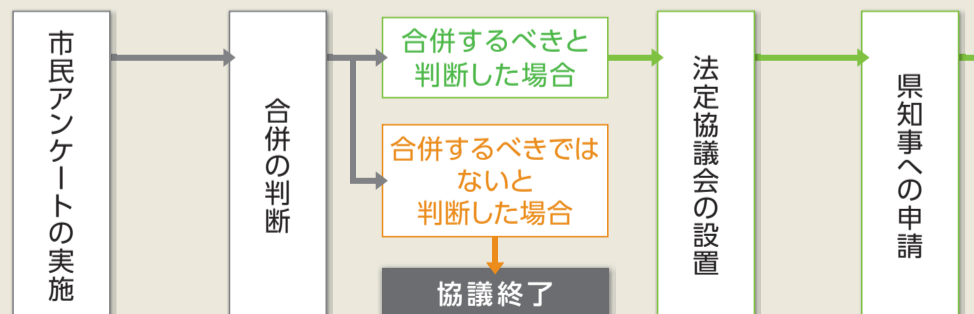 市民アンケートの実施
合併の判断
合併するべきと
判断した場合
合併するべきでは
ないと
判断した場合
協議終了
法定協議会の設置
県知事への申請